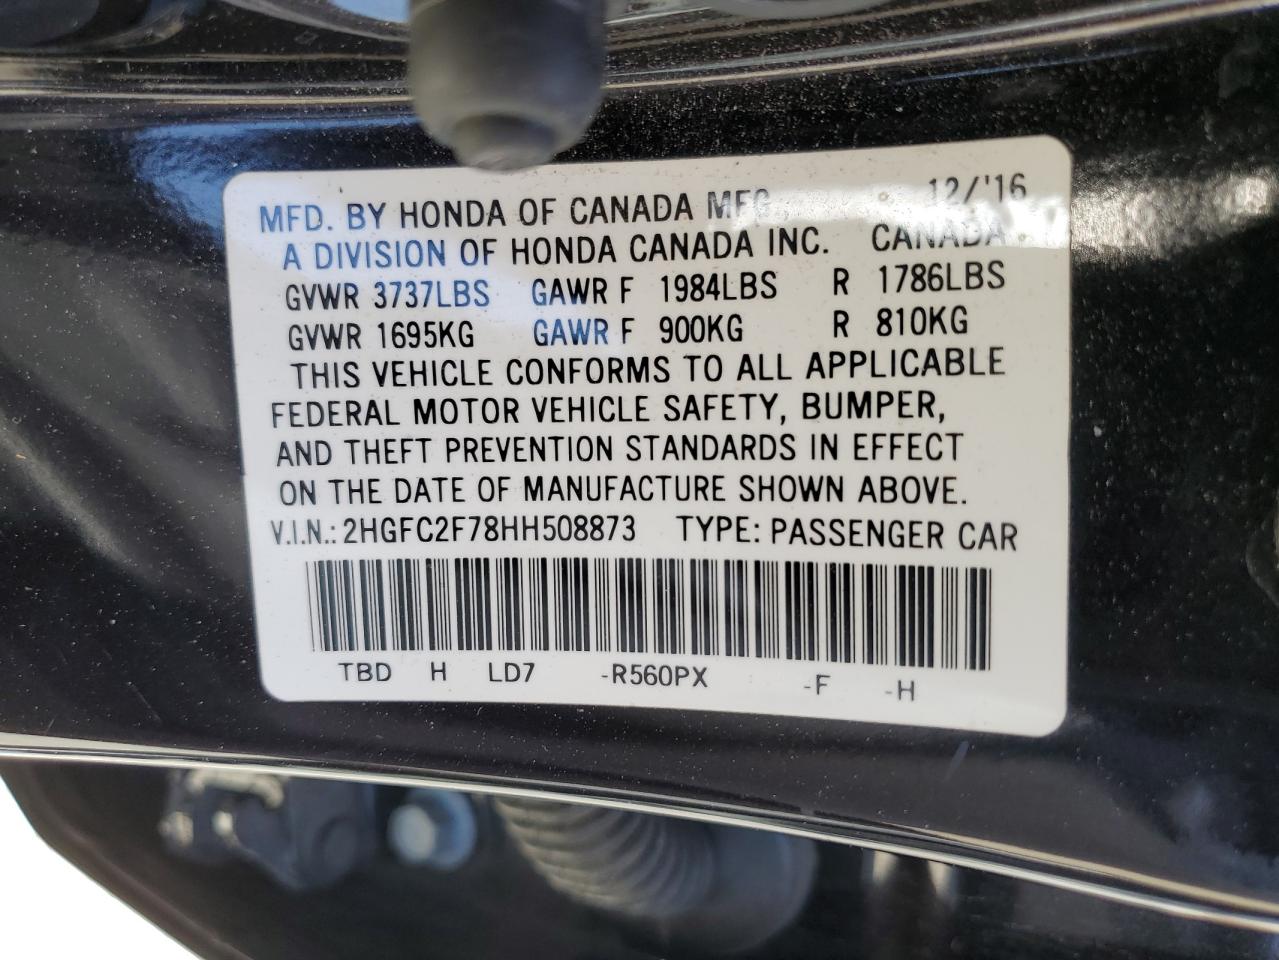 MFD. BY HONDA OF CANADA MFG. 12/'16
A DIVISION OF HONDA CANADA INC. CANADA
GVWR 3737LBS GAWR F 1984LBS R 1786LBS
GVWR 1695KG GAWR F 900KG R 810KG
THIS VEHICLE CONFORMS TO ALL APPLICABLE
FEDERAL MOTOR VEHICLE SAFETY, BUMPER,
AND THEFT PREVENTION STANDARDS IN EFFECT
ON THE DATE OF MANUFACTURE SHOWN ABOVE.
V.I.N.: 2HGFC2F78HH508873 TYPE: PASSENGER CAR
TBD H LD7 -R560PX -F -H